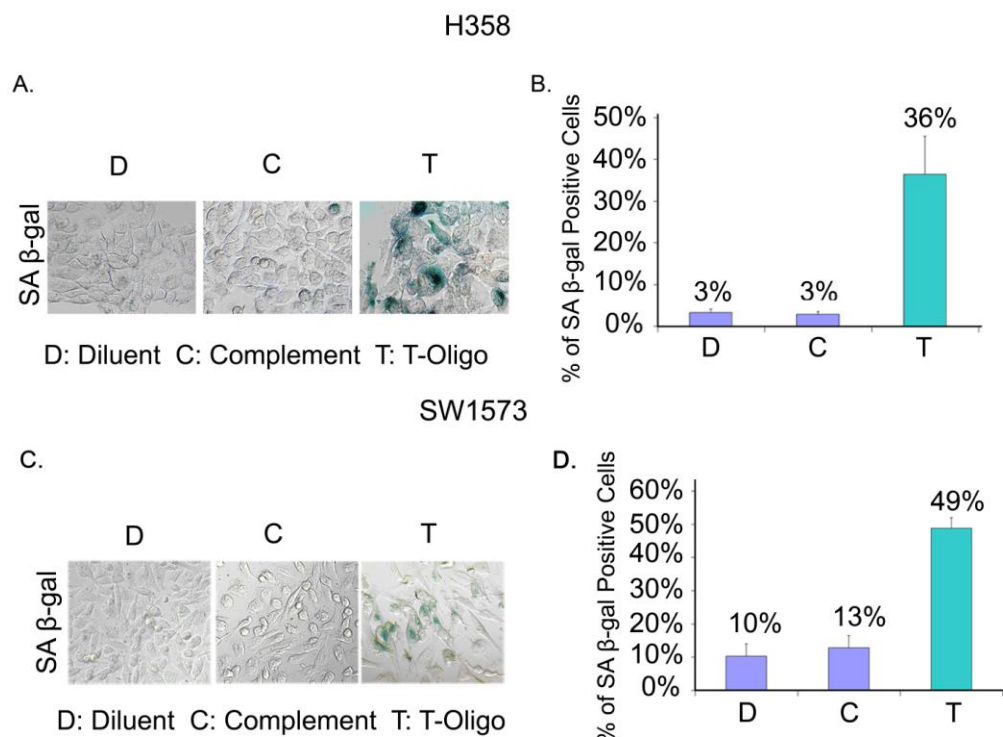 H358
A.
D C T
SA β-gal
D: Diluent C: Complement T: T-Oligo
B.
% of SA β-gal Positive Cells
50%
40%
30%
20%
10%
0%
3%
3%
36%
D C T
SW1573
C.
D C T
SA β-gal
D: Diluent C: Complement T: T-Oligo
D.
% of SA β-gal Positive Cells
60%
50%
40%
30%
20%
10%
0%
10%
13%
49%
D C T